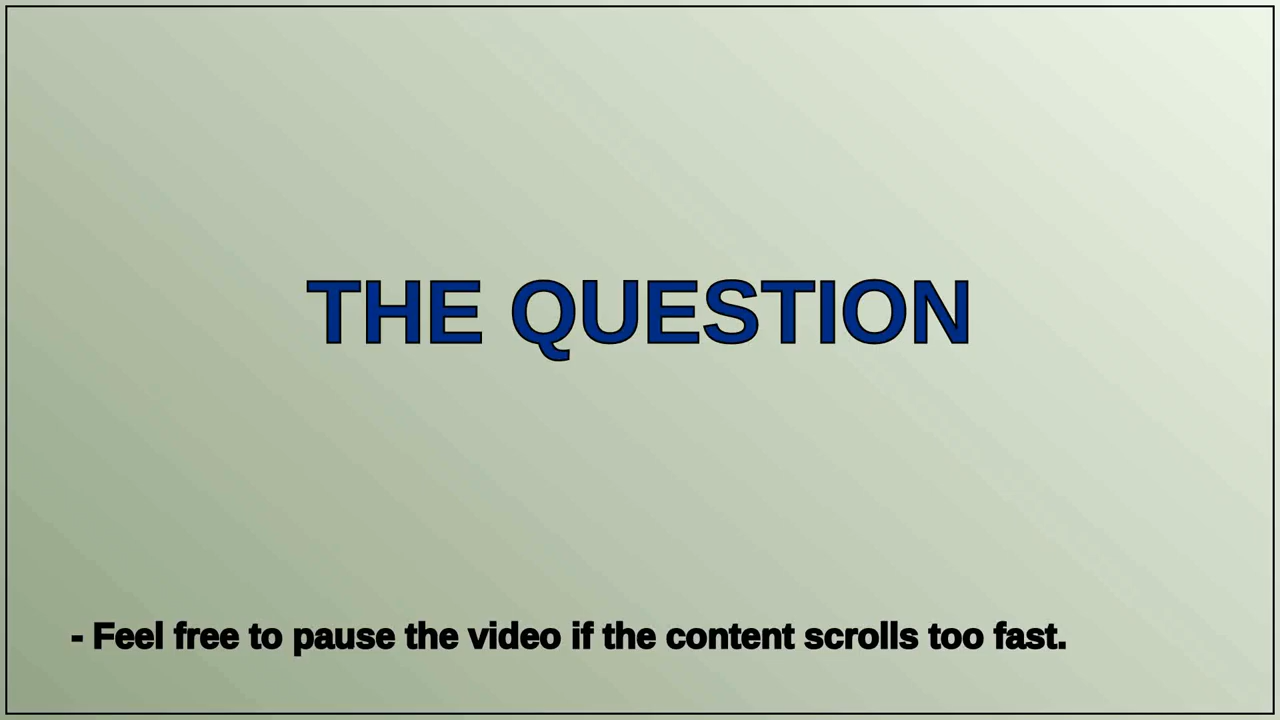 THE QUESTION
- Feel free to pause the video if the content scrolls too fast.